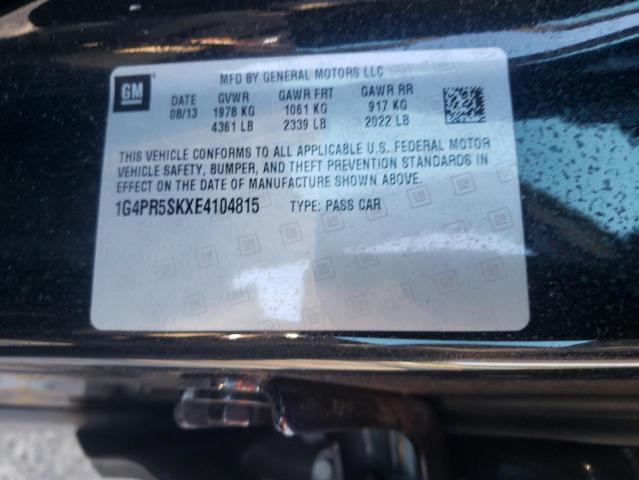 GM
MFD BY GENERAL MOTORS LLC
DATE GVWR GAWR FRT GAWR RR
08/13 1978 KG 1061 KG 917 KG
4361 LB 2339 LB 2022 LB
THIS VEHICLE CONFORMS TO ALL APPLICABLE U.S. FEDERAL MOTOR
VEHICLE SAFETY, BUMPER, AND THEFT PREVENTION STANDARDS IN
EFFECT ON THE DATE OF MANUFACTURE SHOWN ABOVE.
1G4PR5SKXE4104815 TYPE: PASS CAR